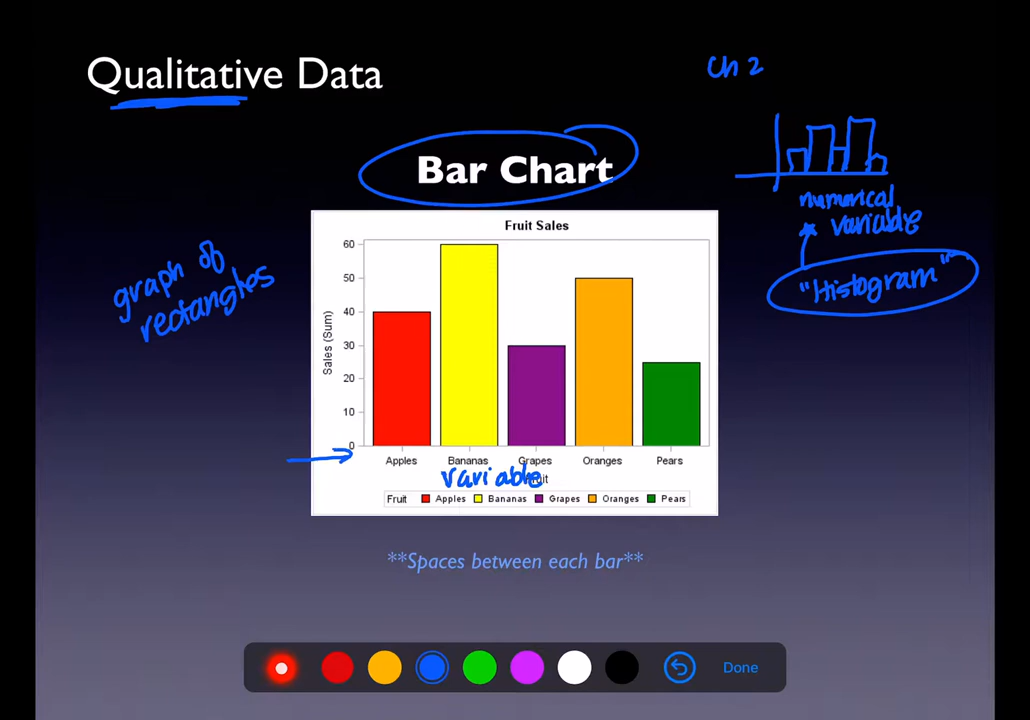 Qualitative Data
Ch 2
Bar Chart
numerical
variable
"Histogram"
graph of
rectangles
Fruit Sales
60
50
40
30
20
10
0
Sales (Sum)
Apples Bananas Grapes Oranges Pears
variable
Fruit
Fruit Apples Bananas Grapes Oranges Pears
**Spaces between each bar**
Done